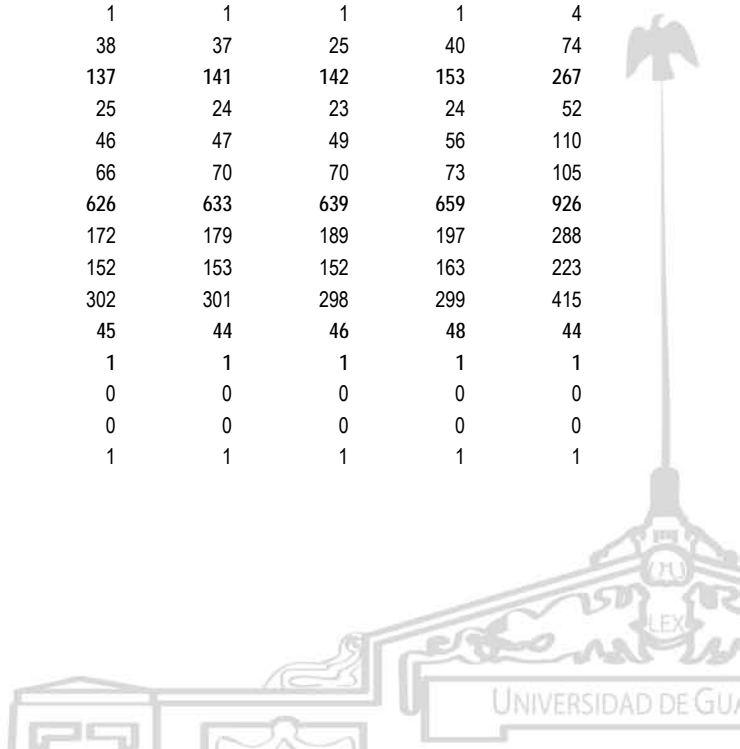 1 1 1 1 4
38 37 25 40 74
137 141 142 153 267
25 24 23 24 52
46 47 49 56 110
66 70 70 73 105
626 633 639 659 926
172 179 189 197 288
152 153 152 163 223
302 301 298 299 415
45 44 46 48 44
1 1 1 1 1
0 0 0 0 0
0 0 0 0 0
1 1 1 1 1
LEX
UNIVERSIDAD DE GUA